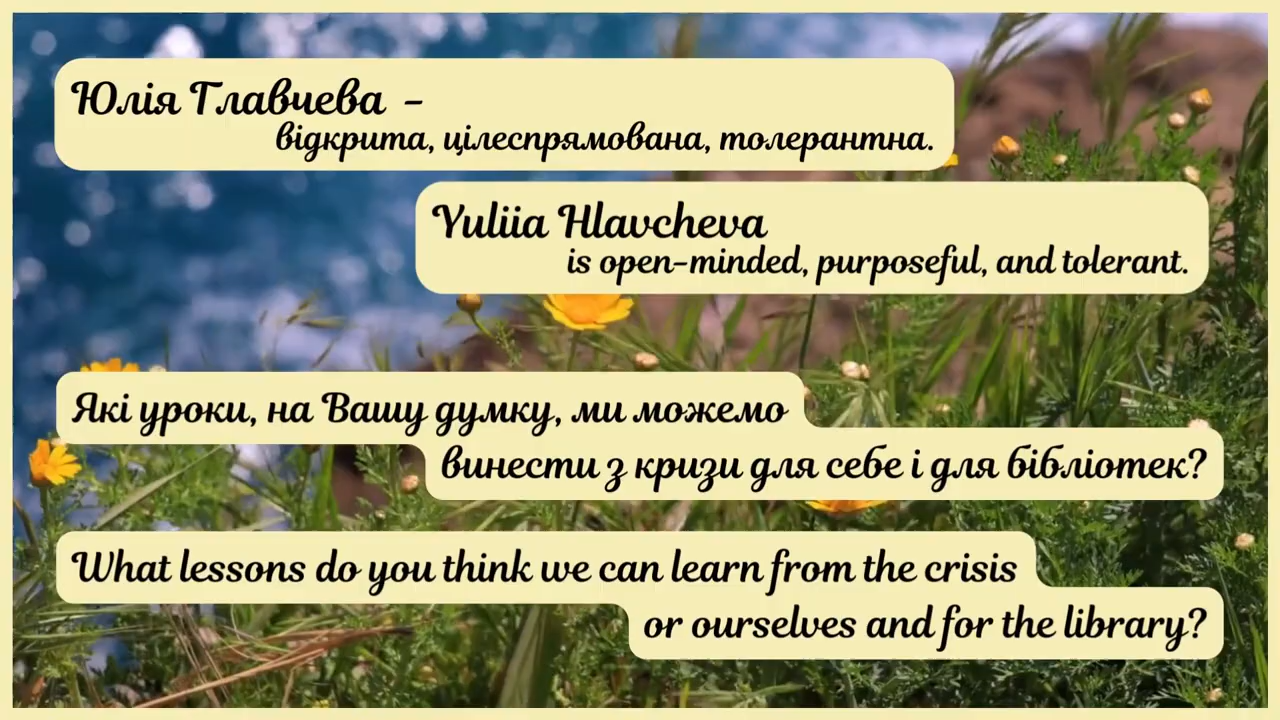 Юлія Главчева –
відкрита, цілеспрямована, толерантна.
Yuliia Hlavcheva
is open-minded, purposeful, and tolerant.
Які уроки, на Вашу думку, ми можемо
винести з кризи для себе і для бібліотек?
What lessons do you think we can learn from the crisis
or ourselves and for the library?